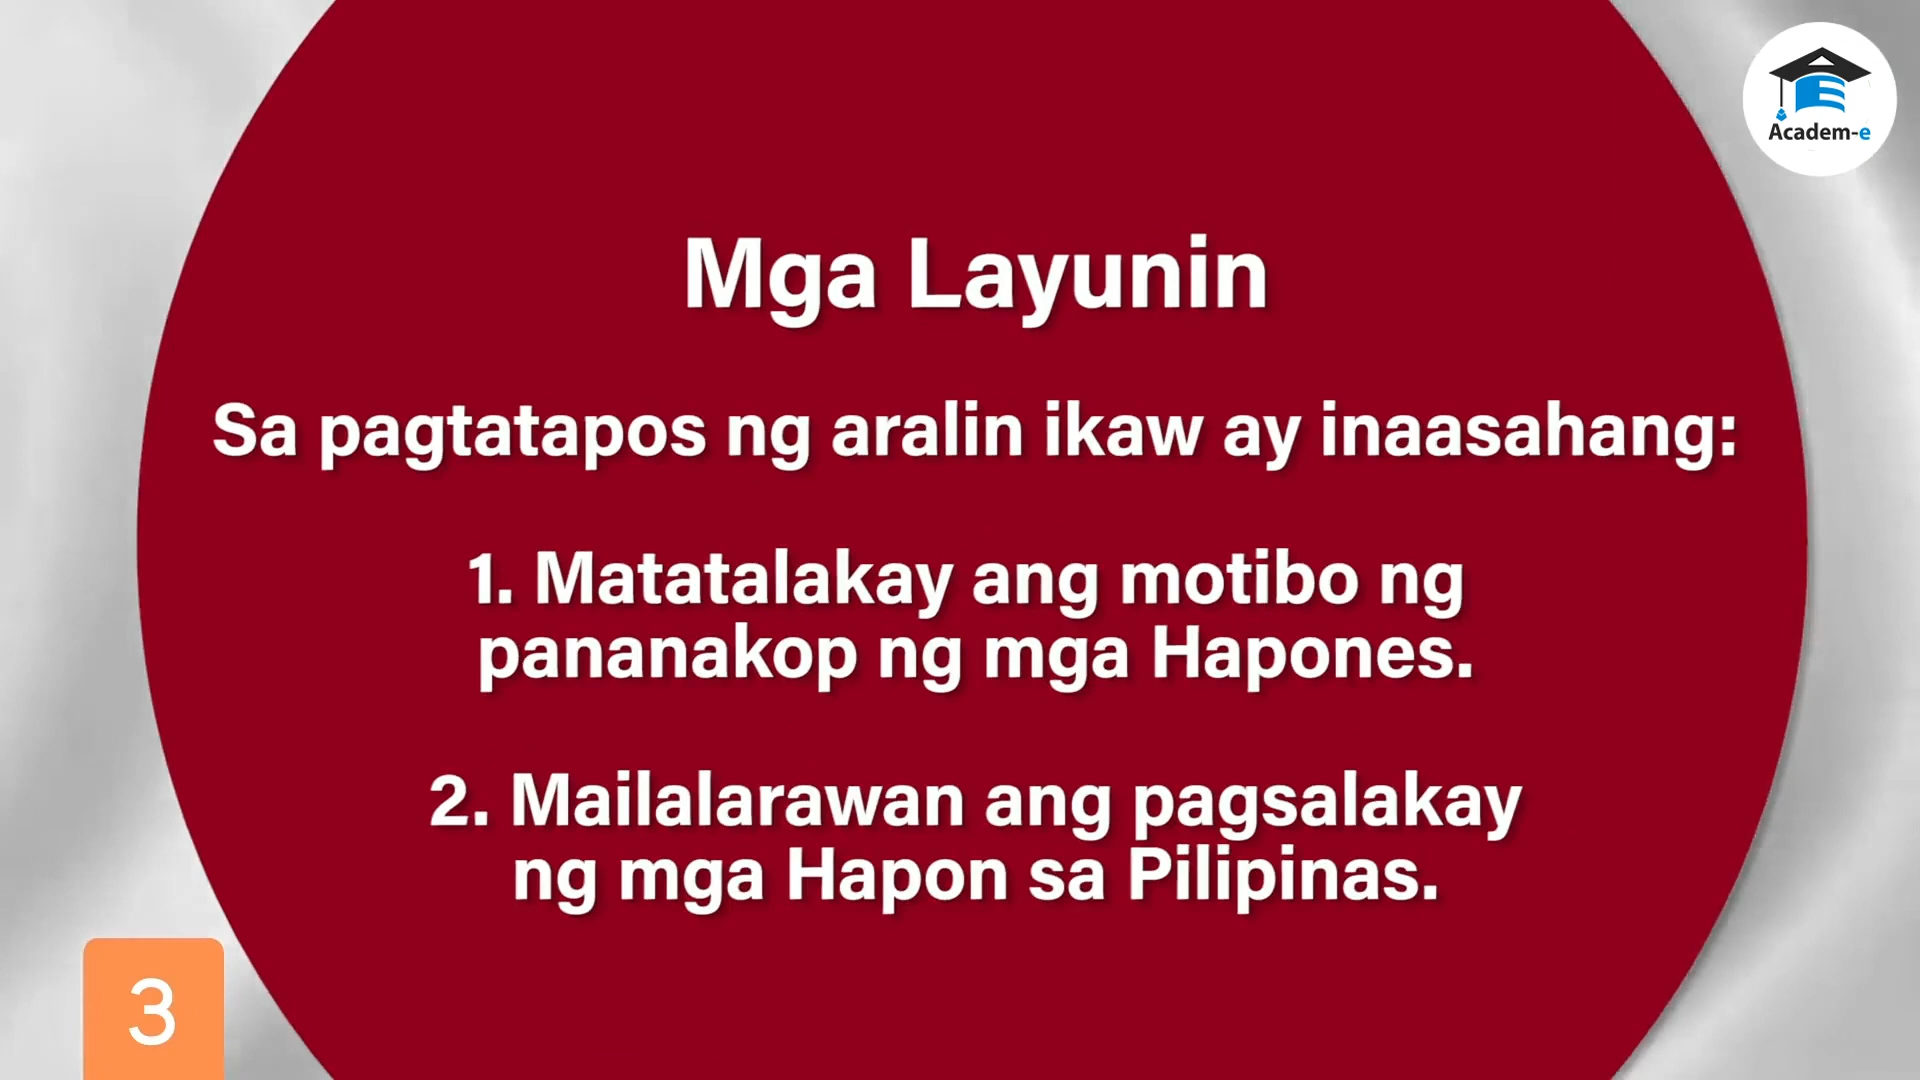 Academ-e
Mga Layunin
Sa pagtatapos ng aralin ikaw ay inaasahang:
1. Matatalakay ang motibo ng
pananakop ng mga Hapones.
2. Mailalarawan ang pagsalakay
ng mga Hapon sa Pilipinas.
3